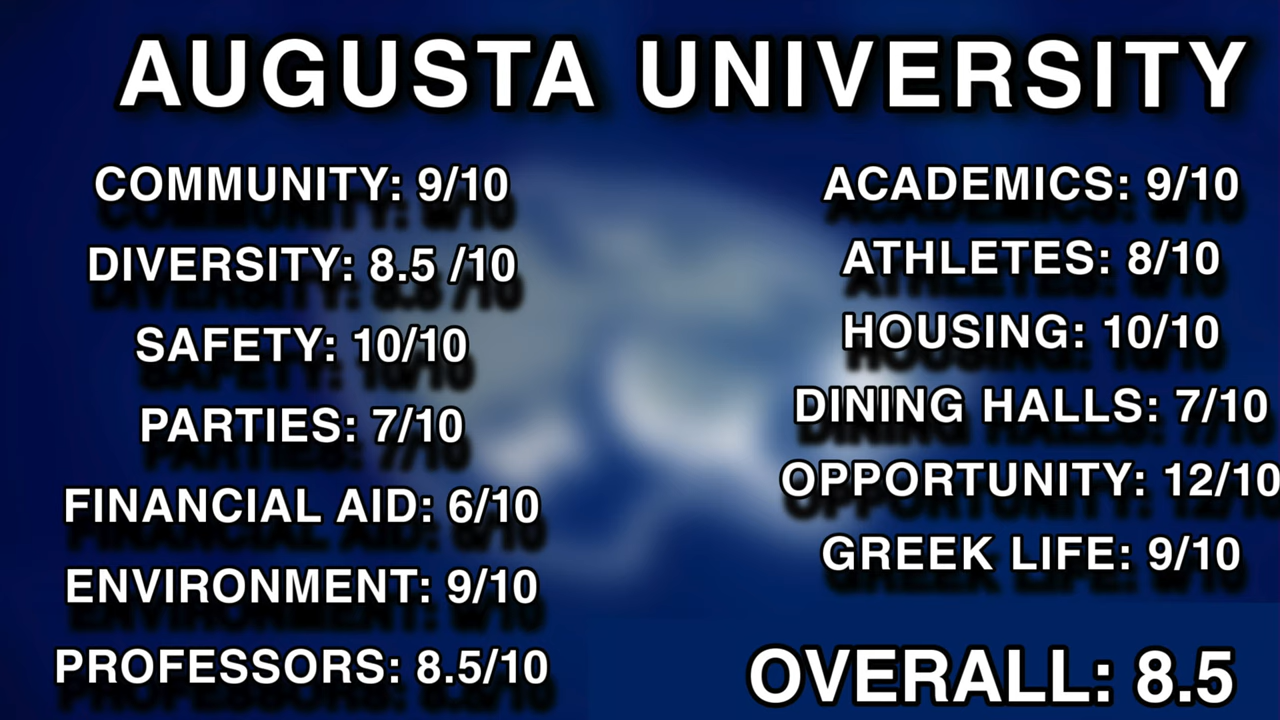 AUGUSTA UNIVERSITY
COMMUNITY: 9/10
DIVERSITY: 8.5 /10
SAFETY: 10/10
PARTIES: 7/10
FINANCIAL AID: 6/10
ENVIRONMENT: 9/10
PROFESSORS: 8.5/10
ACADEMICS: 9/10
ATHLETES: 8/10
HOUSING: 10/10
DINING HALLS: 7/10
OPPORTUNITY: 12/10
GREEK LIFE: 9/10
OVERALL: 8.5